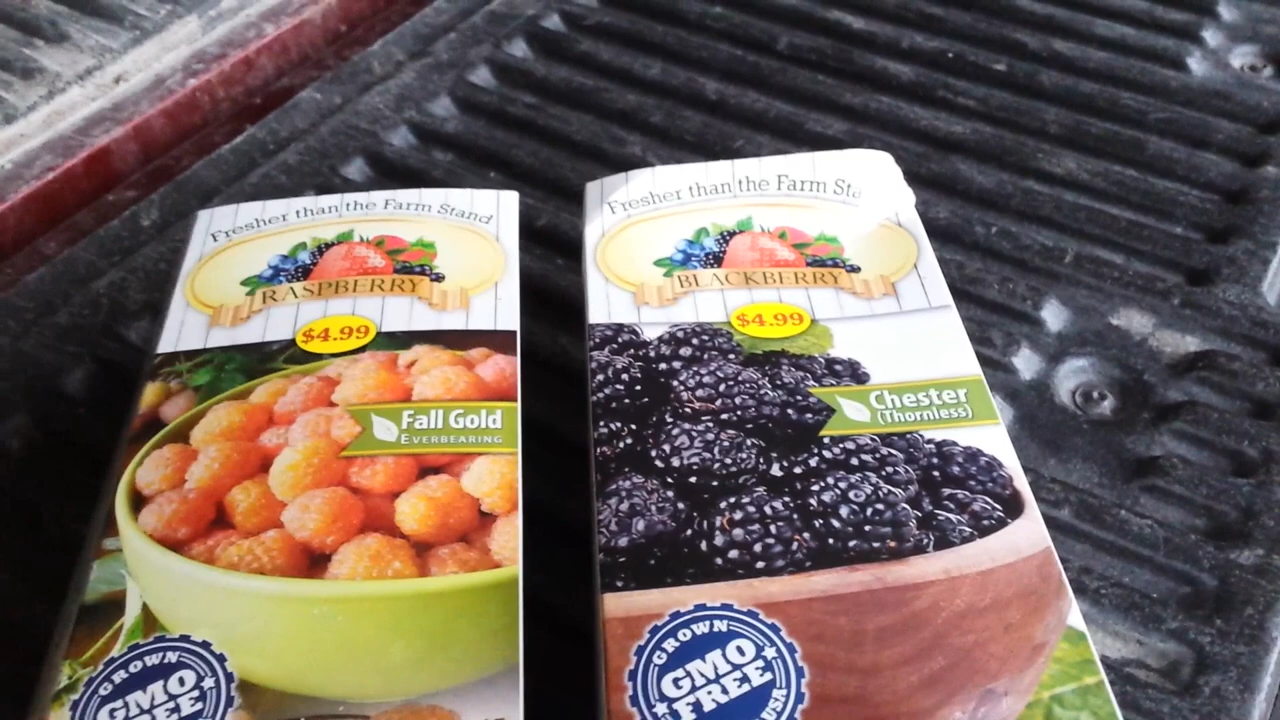 Fresher than the Farm Stand
RASPBERRY
$4.99
Fall Gold
EVERBEARING
GROWN
GMO
FREE
Fresher than the Farm
BLACKBERRY
$4.99
Chester
(Thornless)
GROWN
GMO
FREE
USA